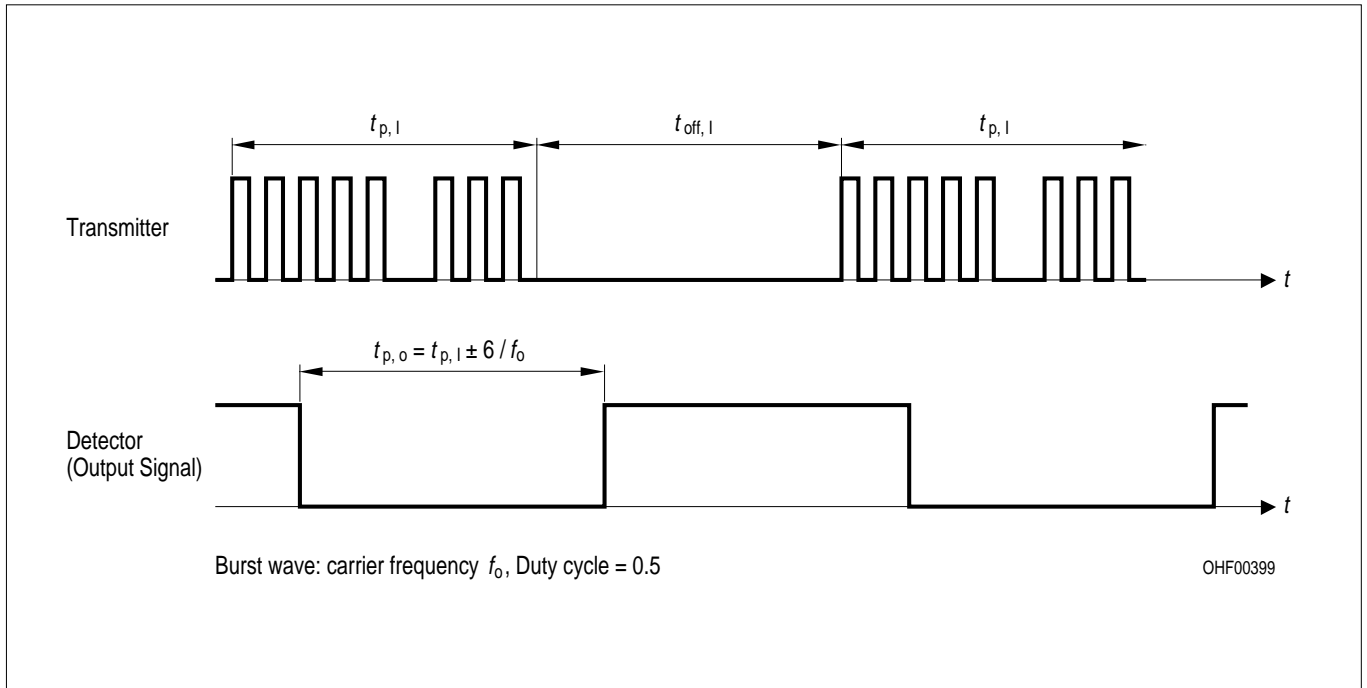 t p, I
t off, I
t p, I
Transmitter
t
t p, o = t p, I ± 6 / f o
Detector
(Output Signal)
t
Burst wave: carrier frequency f o, Duty cycle = 0.5
OHF00399